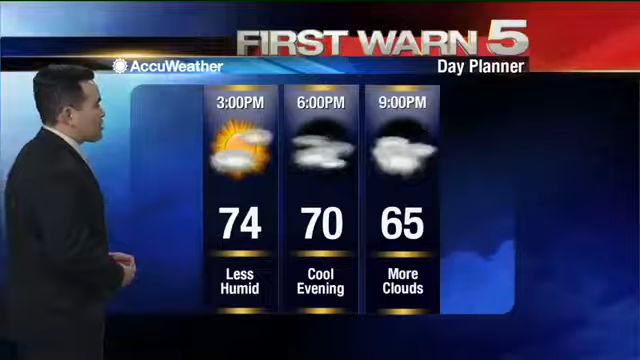 FIRST WARN 5
AccuWeather
Day Planner
3:00PM
6:00PM
9:00PM
74
70
65
Less
Humid
Cool
Evening
More
Clouds